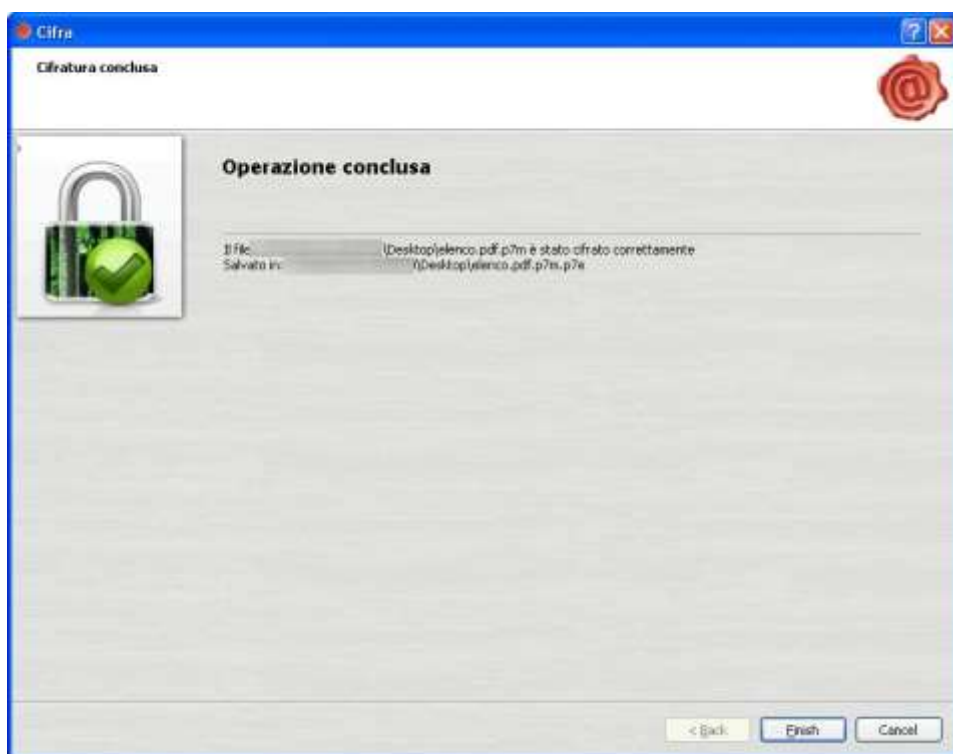 Cifra
Cifratura conclusa
Operazione conclusa
Il file \Desktop\elenco.pdf.p7m è stato cifrato correttamente
Salvato in: \Desktop\elenco.pdf.p7m.p7e
< Back Finish Cancel